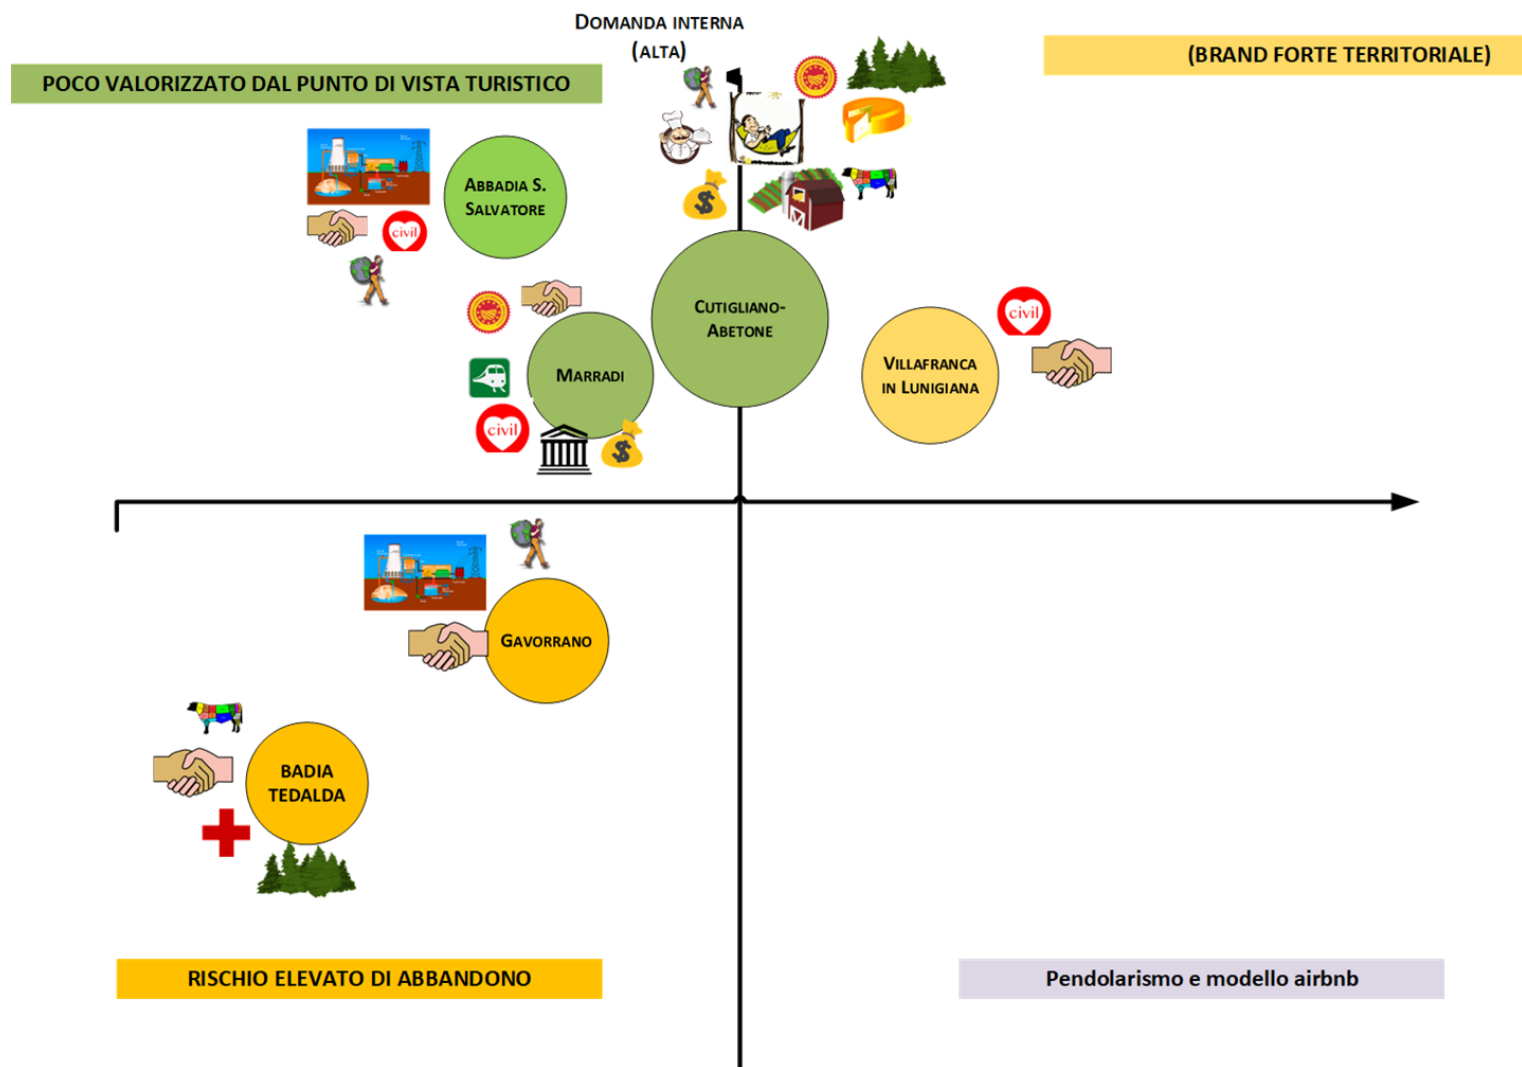 DOMANDA INTERNA
(ALTA)
(BRAND FORTE TERRITORIALE)
POCO VALORIZZATO DAL PUNTO DI VISTA TURISTICO
ABBADIA S.
SALVATORE
civil
CUTIGLIANO-
ABETONE
civil
MARRADI
VILLAFRANCA
IN LUNIGIANA
civil
GAVORRANO
BADIA
TEDALDA
RISCHIO ELEVATO DI ABBANDONO
Pendolarismo e modello airbnb